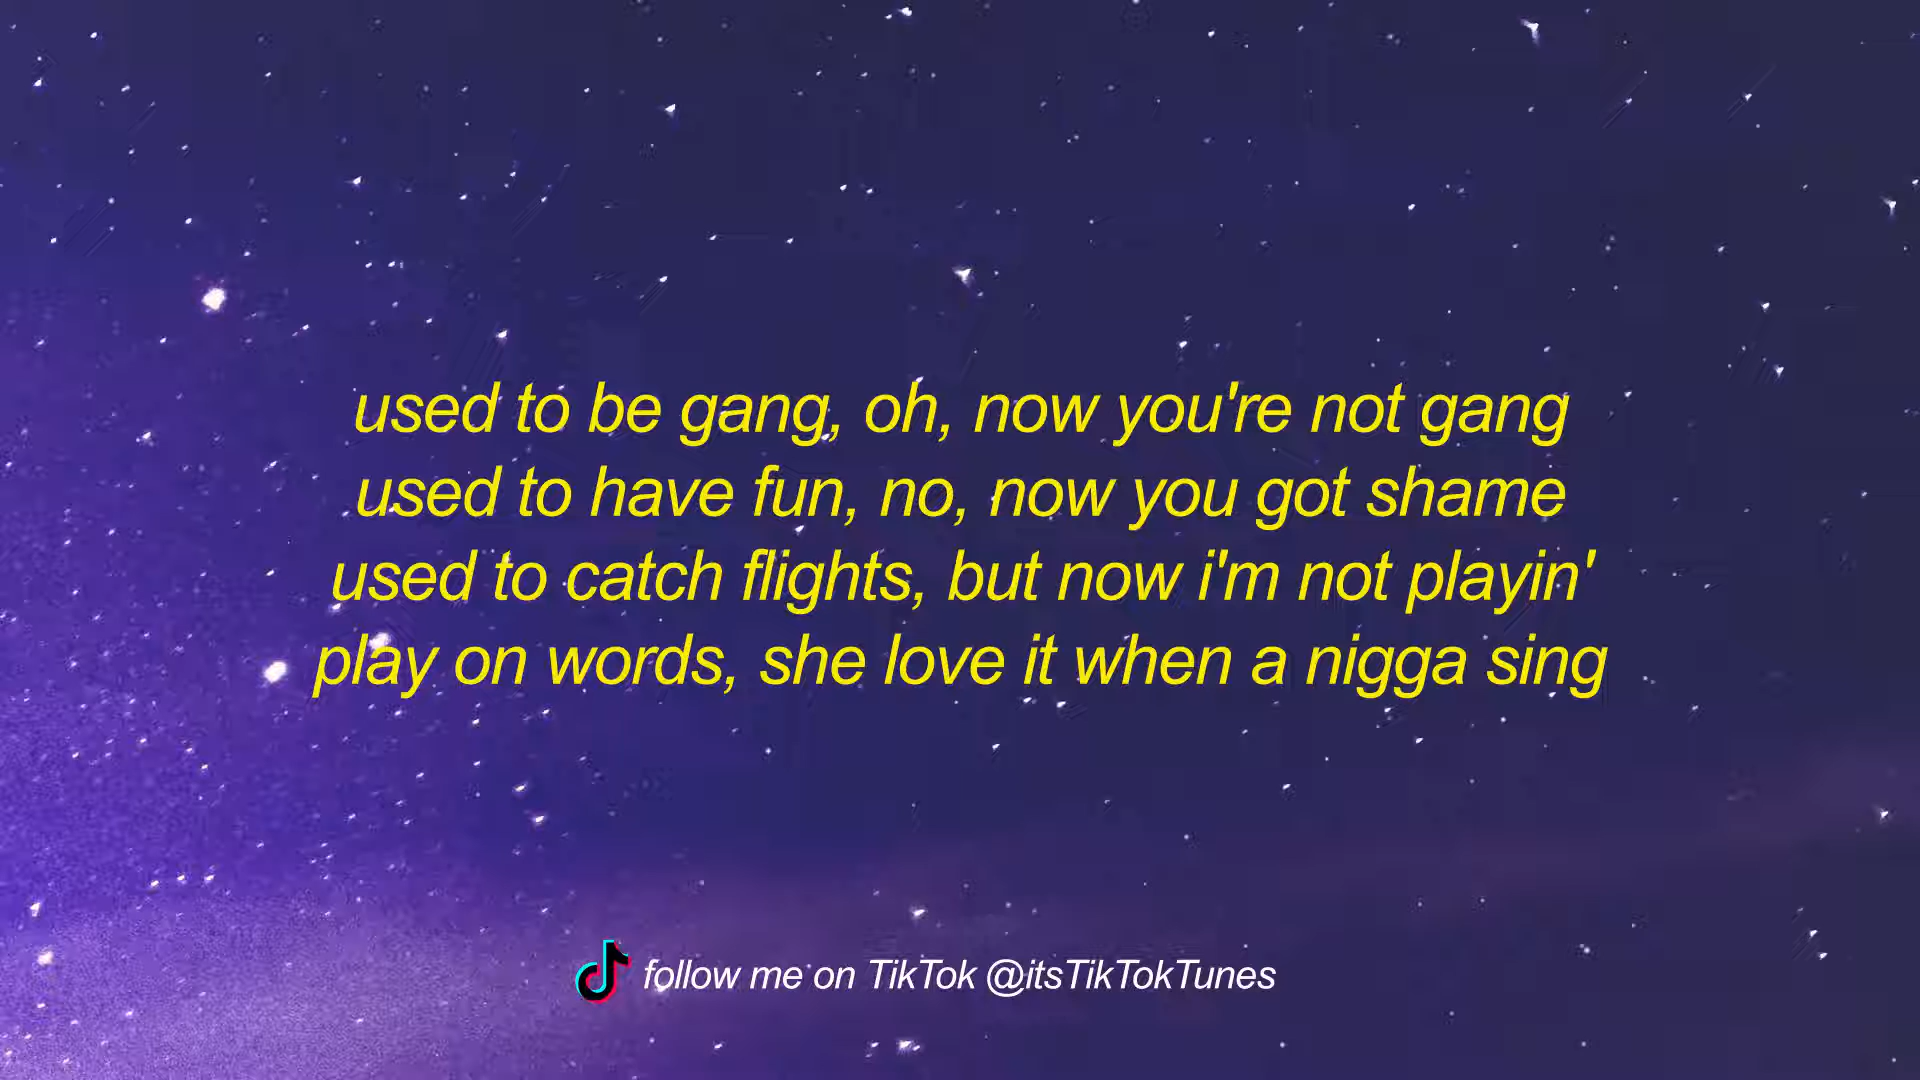 used to be gang, oh, now you're not gang
used to have fun, no, now you got shame
used to catch flights, but now i'm not playin'
play on words, she love it when a nigga sing
follow me on TikTok @itsTikTokTunes